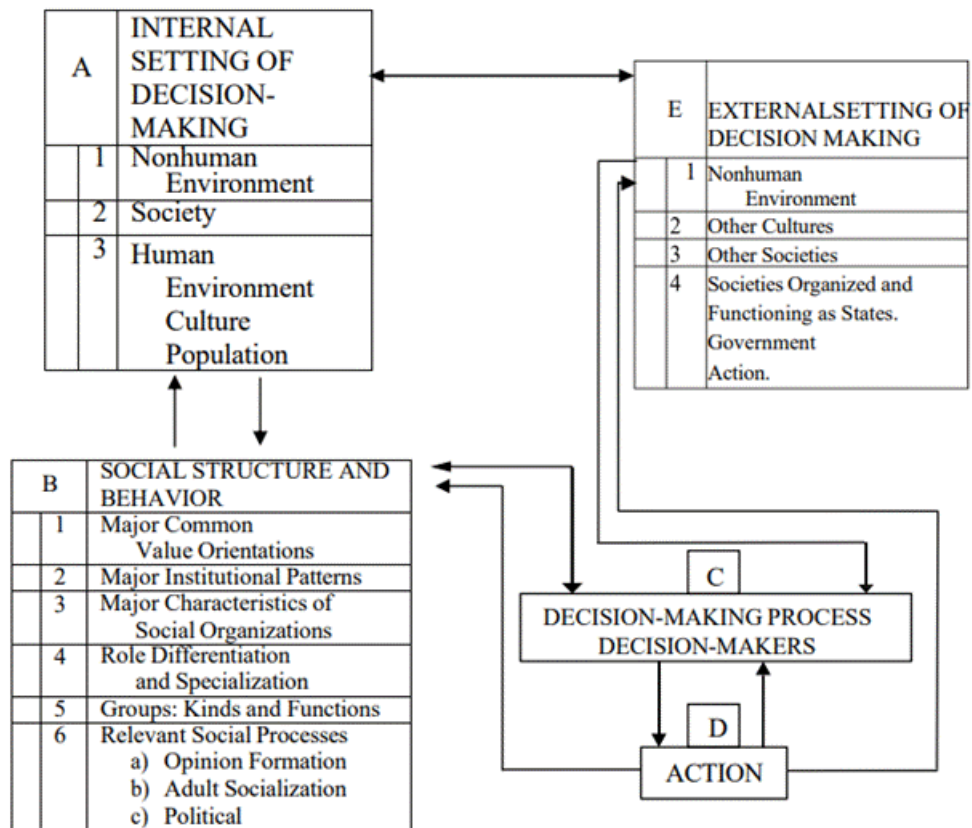 A
INTERNAL
SETTING OF
DECISION-
MAKING
1 Nonhuman
Environment
2 Society
3 Human
Environment
Culture
Population
E
EXTERNALSETTING OF
DECISION MAKING
1 Nonhuman
Environment
2 Other Cultures
3 Other Societies
4 Societies Organized and
Functioning as States.
Government
Action.
B
SOCIAL STRUCTURE AND
BEHAVIOR
1 Major Common
Value Orientations
2 Major Institutional Patterns
3 Major Characteristics of
Social Organizations
4 Role Differentiation
and Specialization
5 Groups: Kinds and Functions
6 Relevant Social Processes
a) Opinion Formation
b) Adult Socialization
c) Political
C
DECISION-MAKING PROCESS
DECISION-MAKERS
D
ACTION